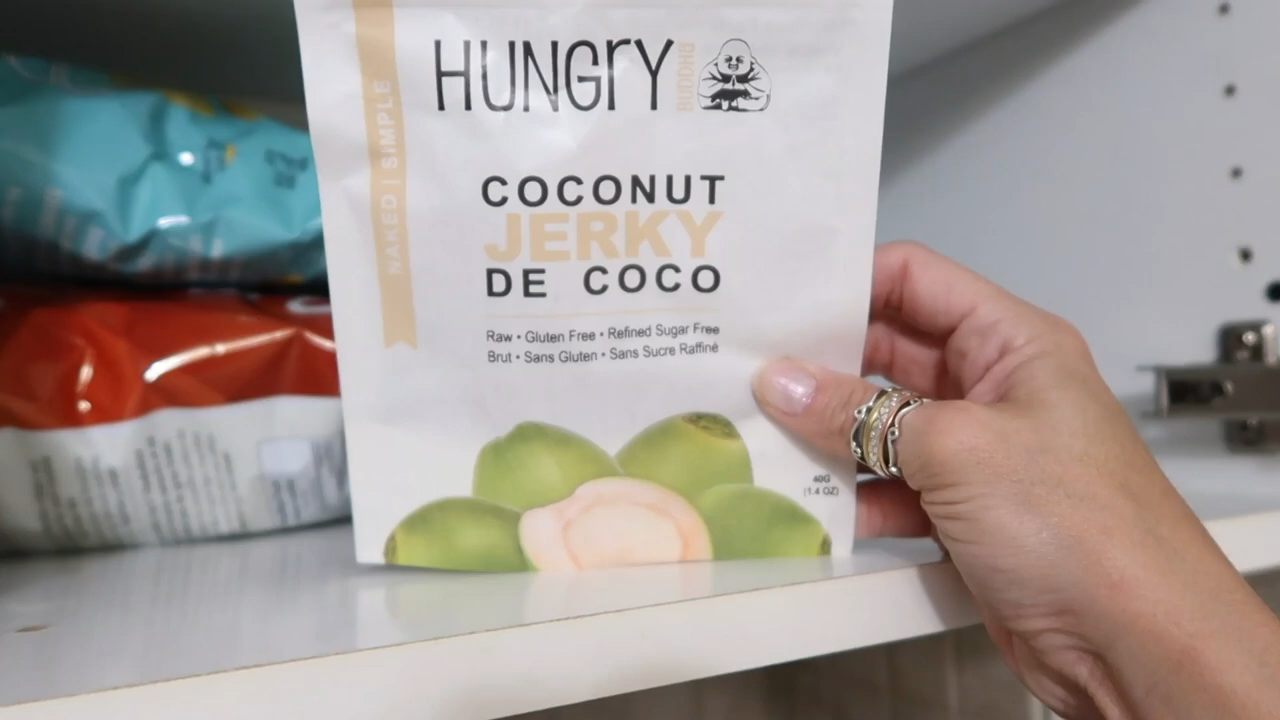 HUNGrY BUDDHA
NAKED | SIMPLE
COCONUT
JERKY
DE COCO
Raw • Gluten Free • Refined Sugar Free
Brut • Sans Gluten • Sans Sucre Raffiné
40G
(1.4 OZ)